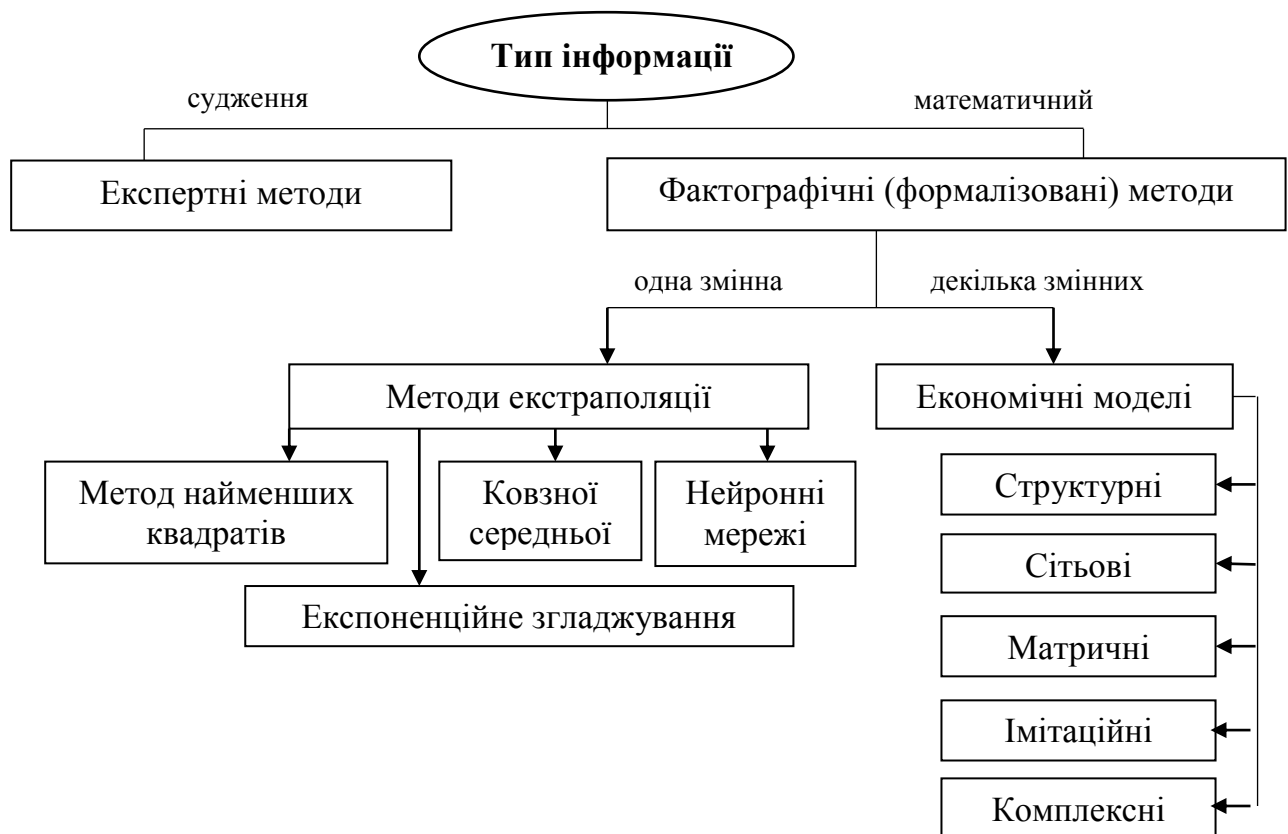 Тип інформації
судження
математичний
Експертні методи
Фактографічні (формалізовані) методи
одна змінна
декілька змінних
Методи екстраполяції
Економічні моделі
Метод найменших
квадратів
Ковзної
середньої
Нейронні
мережі
Експоненційне згладжування
Структурні
Сітьові
Матричні
Імітаційні
Комплексні